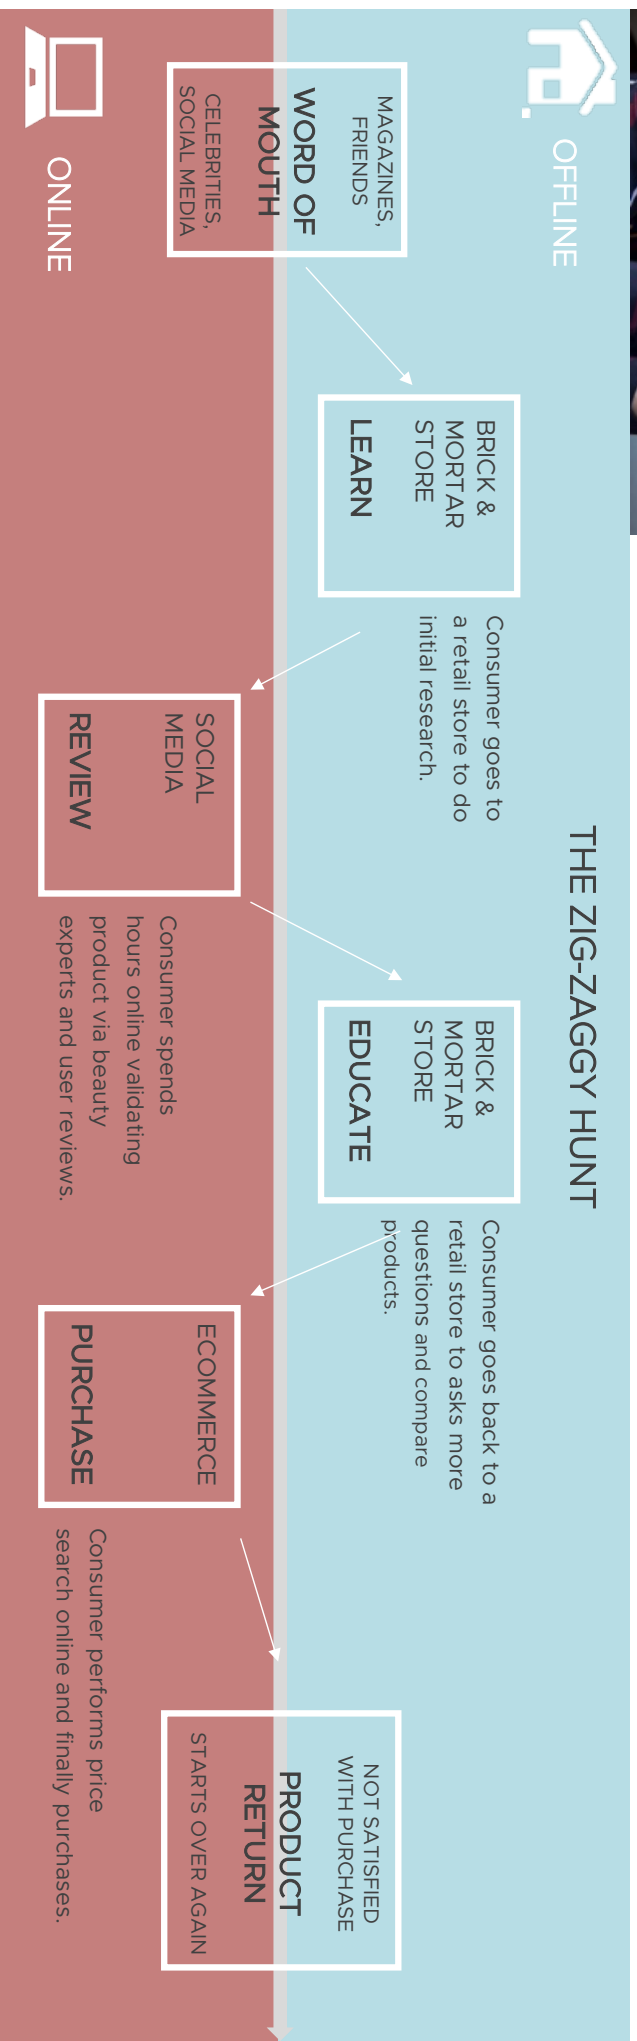 THE ZIG-ZAGGY HUNT
OFFLINE
MAGAZINES,
FRIENDS
WORD OF
MOUTH
CELEBRITIES,
SOCIAL MEDIA
ONLINE
BRICK &
MORTAR
STORE
LEARN
Consumer goes to
a retail store to do
initial research.
SOCIAL
MEDIA
REVIEW
Consumer spends
hours online validating
product via beauty
experts and user reviews.
BRICK &
MORTAR
STORE
EDUCATE
Consumer goes back to a
retail store to asks more
questions and compare
products.
ECOMMERCE
PURCHASE
Consumer performs price
search online and finally purchases.
NOT SATISFIED
WITH PURCHASE
PRODUCT
RETURN
STARTS OVER AGAIN